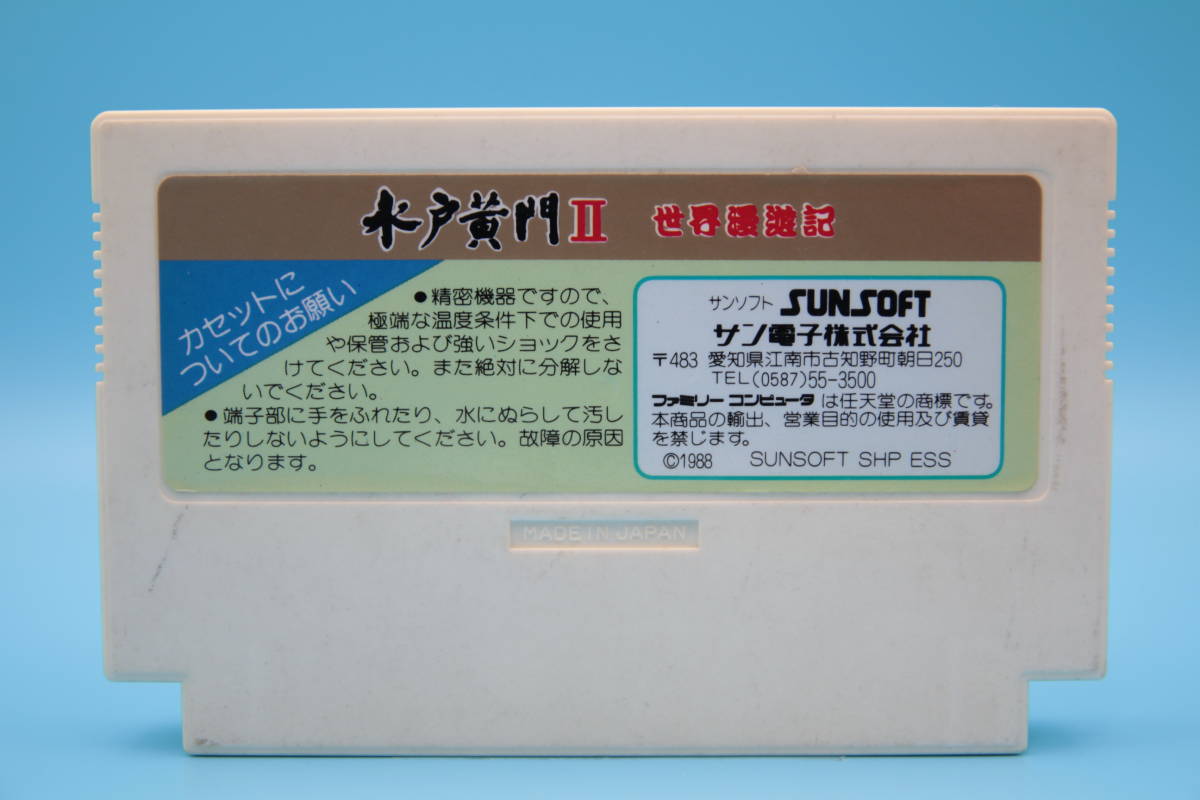 水戸黄門II 世界漫遊記
カセットに
ついてのお願い
●精密機器ですので、
極端な温度条件下での使用
や保管および強いショックをさ
けてください。また絶対に分解しな
いでください。
●端子部に手をふれたり、水にぬらして汚し
たりしないようにしてください。故障の原因
となります。
サンソフト SUNSOFT
サン電子株式会社
〒483 愛知県江南市古知野町朝日250
TEL(0587)55-3500
ファミリーコンピュータは任天堂の商標です。
本商品の輸出、営業目的の使用及び賃貸
を禁じます。
©1988 SUNSOFT SHP ESS
MADE IN JAPAN